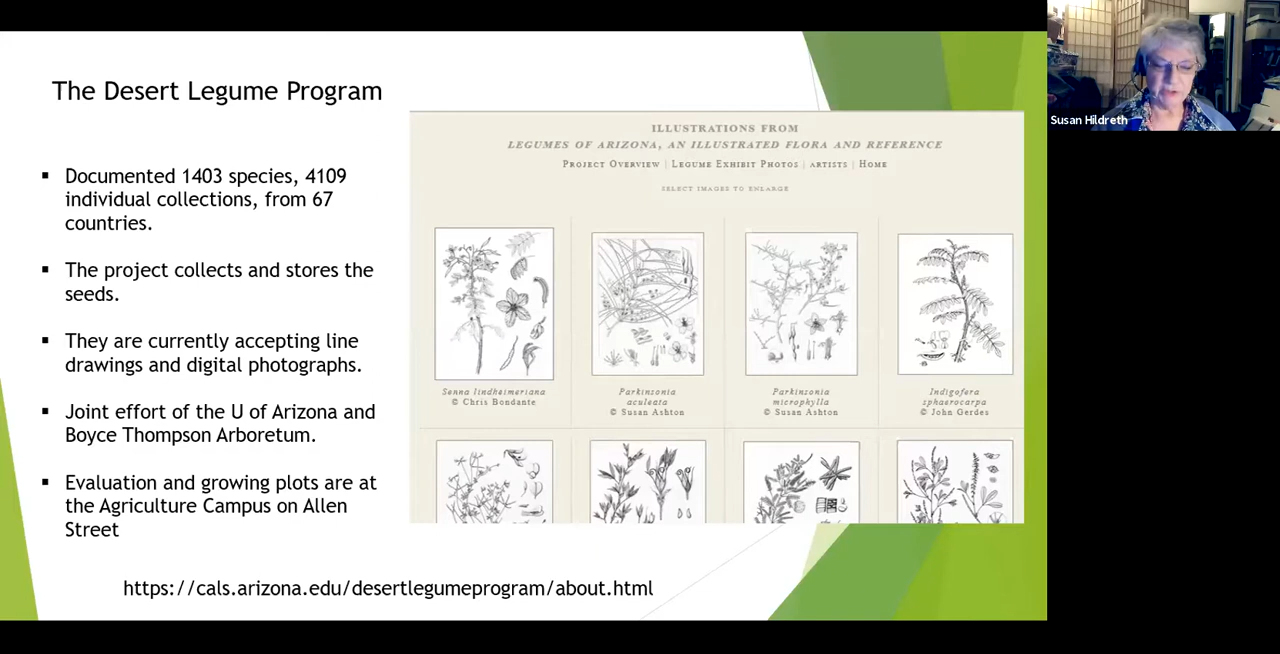 The Desert Legume Program
▪ Documented 1403 species, 4109
individual collections, from 67
countries.
▪ The project collects and stores the
seeds.
▪ They are currently accepting line
drawings and digital photographs.
▪ Joint effort of the U of Arizona and
Boyce Thompson Arboretum.
▪ Evaluation and growing plots are at
the Agriculture Campus on Allen
Street
ILLUSTRATIONS FROM
LEGUMES OF ARIZONA, AN ILLUSTRATED FLORA AND REFERENCE
PROJECT OVERVIEW | LEGUME EXHIBIT PHOTOS | ARTISTS | HOME
SELECT IMAGES TO ENLARGE
Senna lindheimeriana
© Chris Bondante
Parkinsonia
aculeata
© Susan Ashton
Parkinsonia
microphylla
© Susan Ashton
Indigofera
sphaerocarpa
© John Gerdes
https://cals.arizona.edu/desertlegumeprogram/about.html
Susan Hildreth